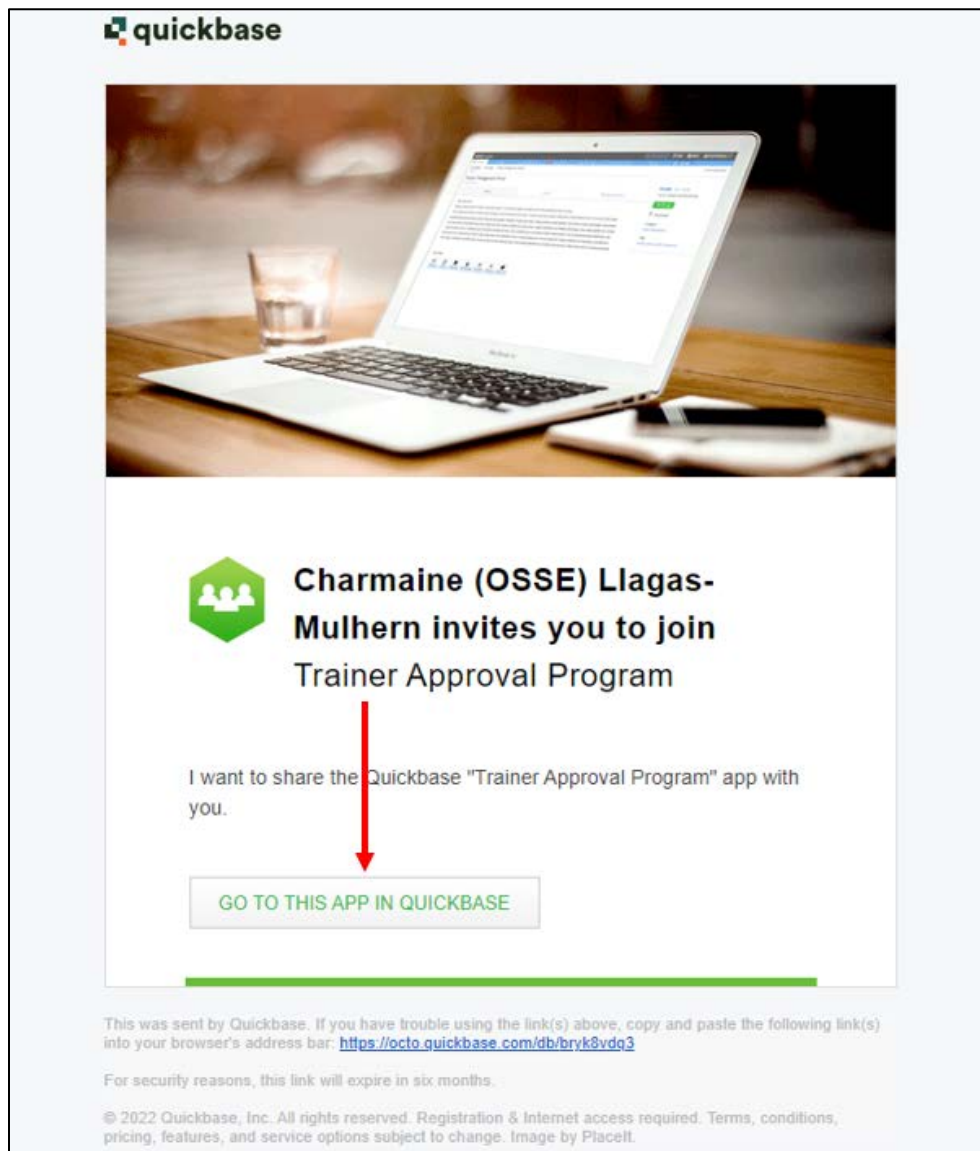 quickbase
Charmaine (OSSE) Llagas-
Mulhern invites you to join
Trainer Approval Program
I want to share the Quickbase "Trainer Approval Program" app with
you.
GO TO THIS APP IN QUICKBASE
This was sent by Quickbase. If you have trouble using the link(s) above, copy and paste the following link(s)
into your browser's address bar: https://octo.quickbase.com/db/bryk8vdq3
For security reasons, this link will expire in six months.
© 2022 Quickbase, Inc. All rights reserved. Registration & Internet access required. Terms, conditions,
pricing, features, and service options subject to change. Image by PlaceIt.